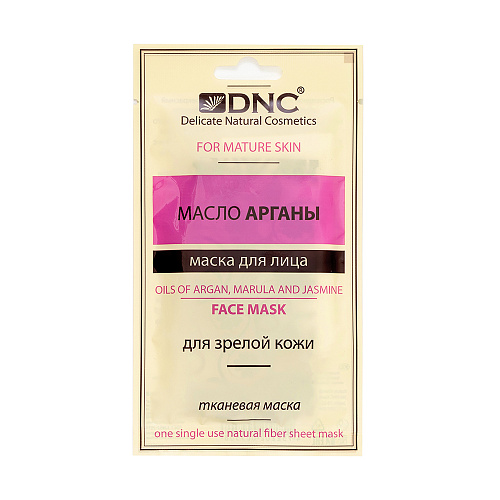 DNC®
Delicate Natural Cosmetics
FOR MATURE SKIN
МАСЛО АРГАНЫ
маска для лица
OILS OF ARGAN, MARULA AND JASMINE
FACE MASK
для зрелой кожи
тканевая маска
one single use natural fiber sheet mask